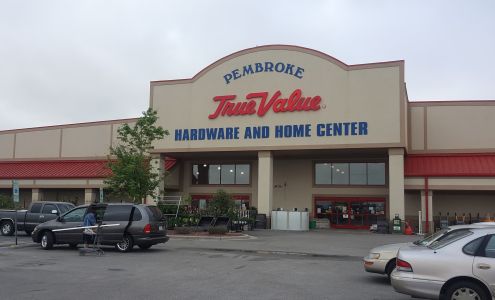 PEMBROKE
True Value
HARDWARE AND HOME CENTER